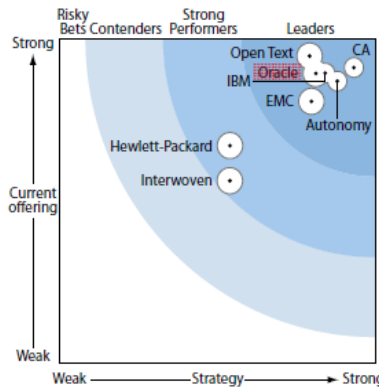 Risky Bets
Contenders
Strong Performers
Leaders
Strong
Open Text
CA
Oracle
IBM
EMC
Autonomy
Hewlett-Packard
Interwoven
Current offering
Weak
Weak
Strategy
Strong